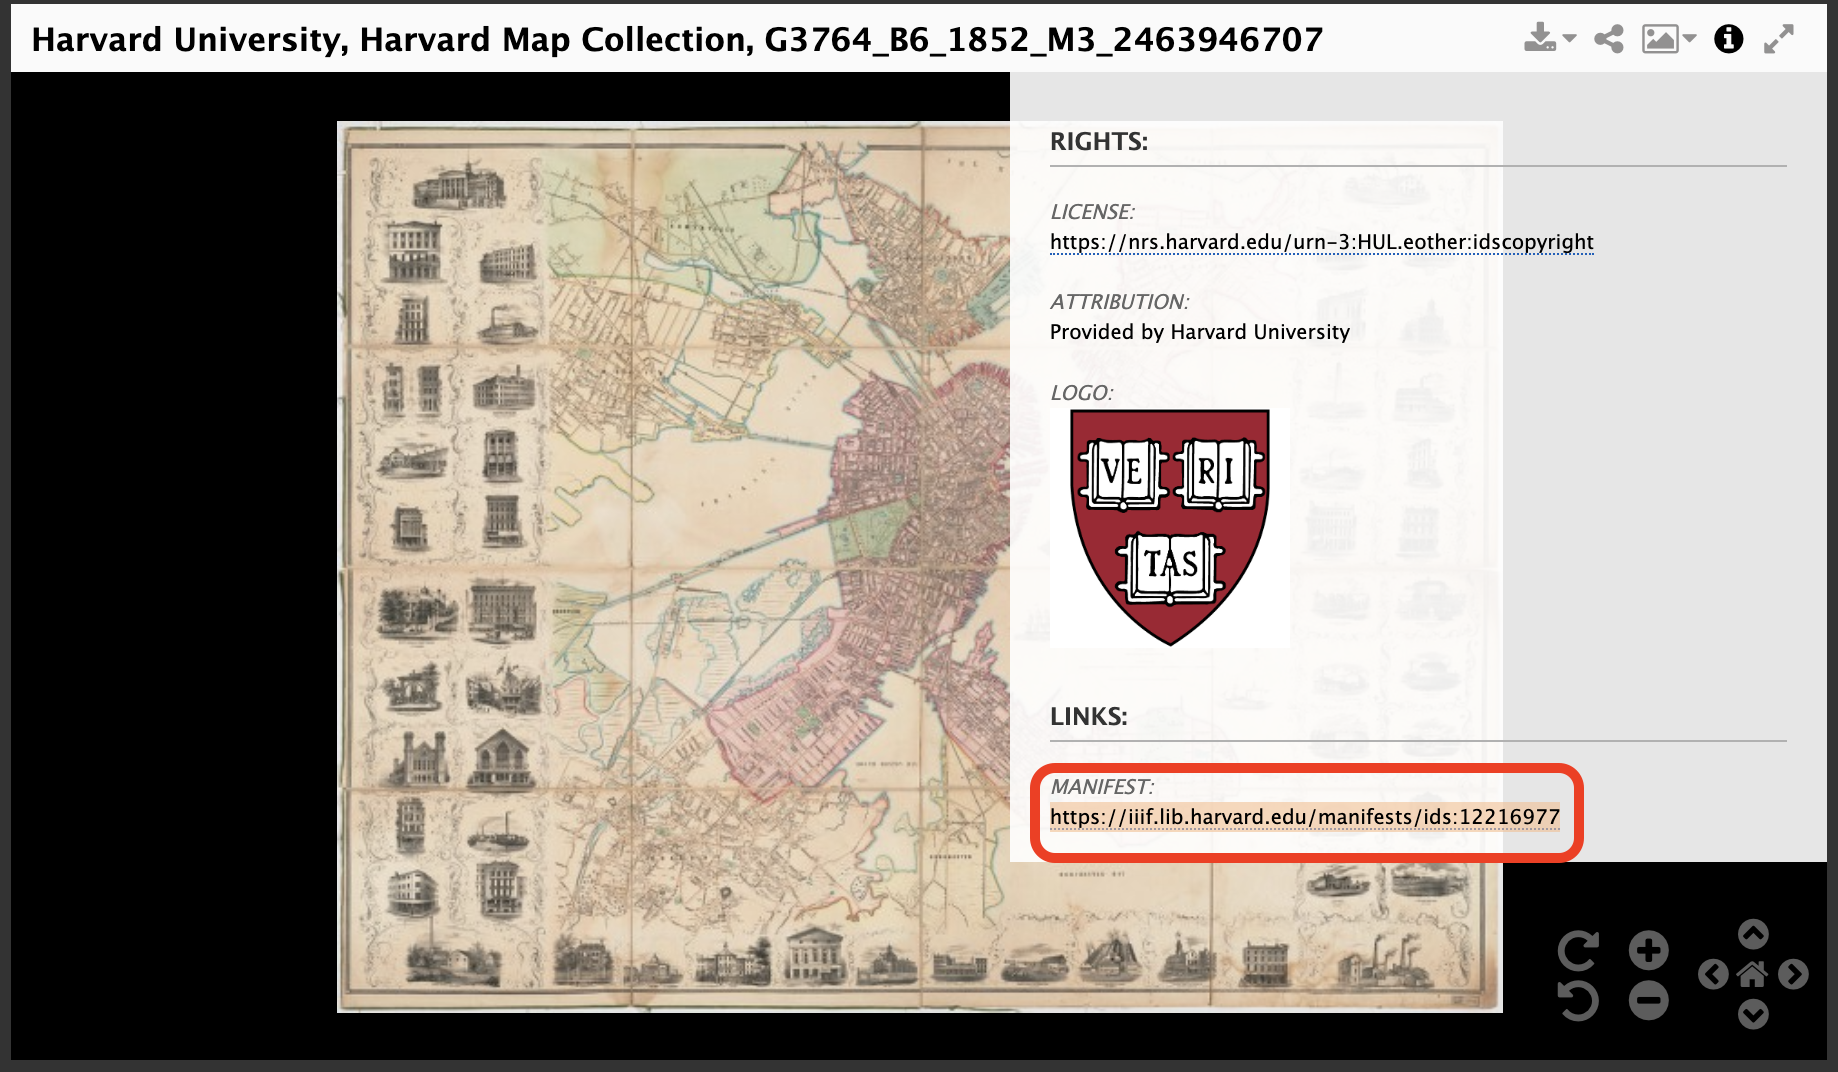 Harvard University, Harvard Map Collection, G3764_B6_1852_M3_2463946707
RIGHTS:
LICENSE:
https://nrs.harvard.edu/urn-3:HUL.eother:idscopyright
ATTRIBUTION:
Provided by Harvard University
LOGO:
VE RI
TAS
LINKS:
MANIFEST:
https://iiif.lib.harvard.edu/manifests/ids:12216977